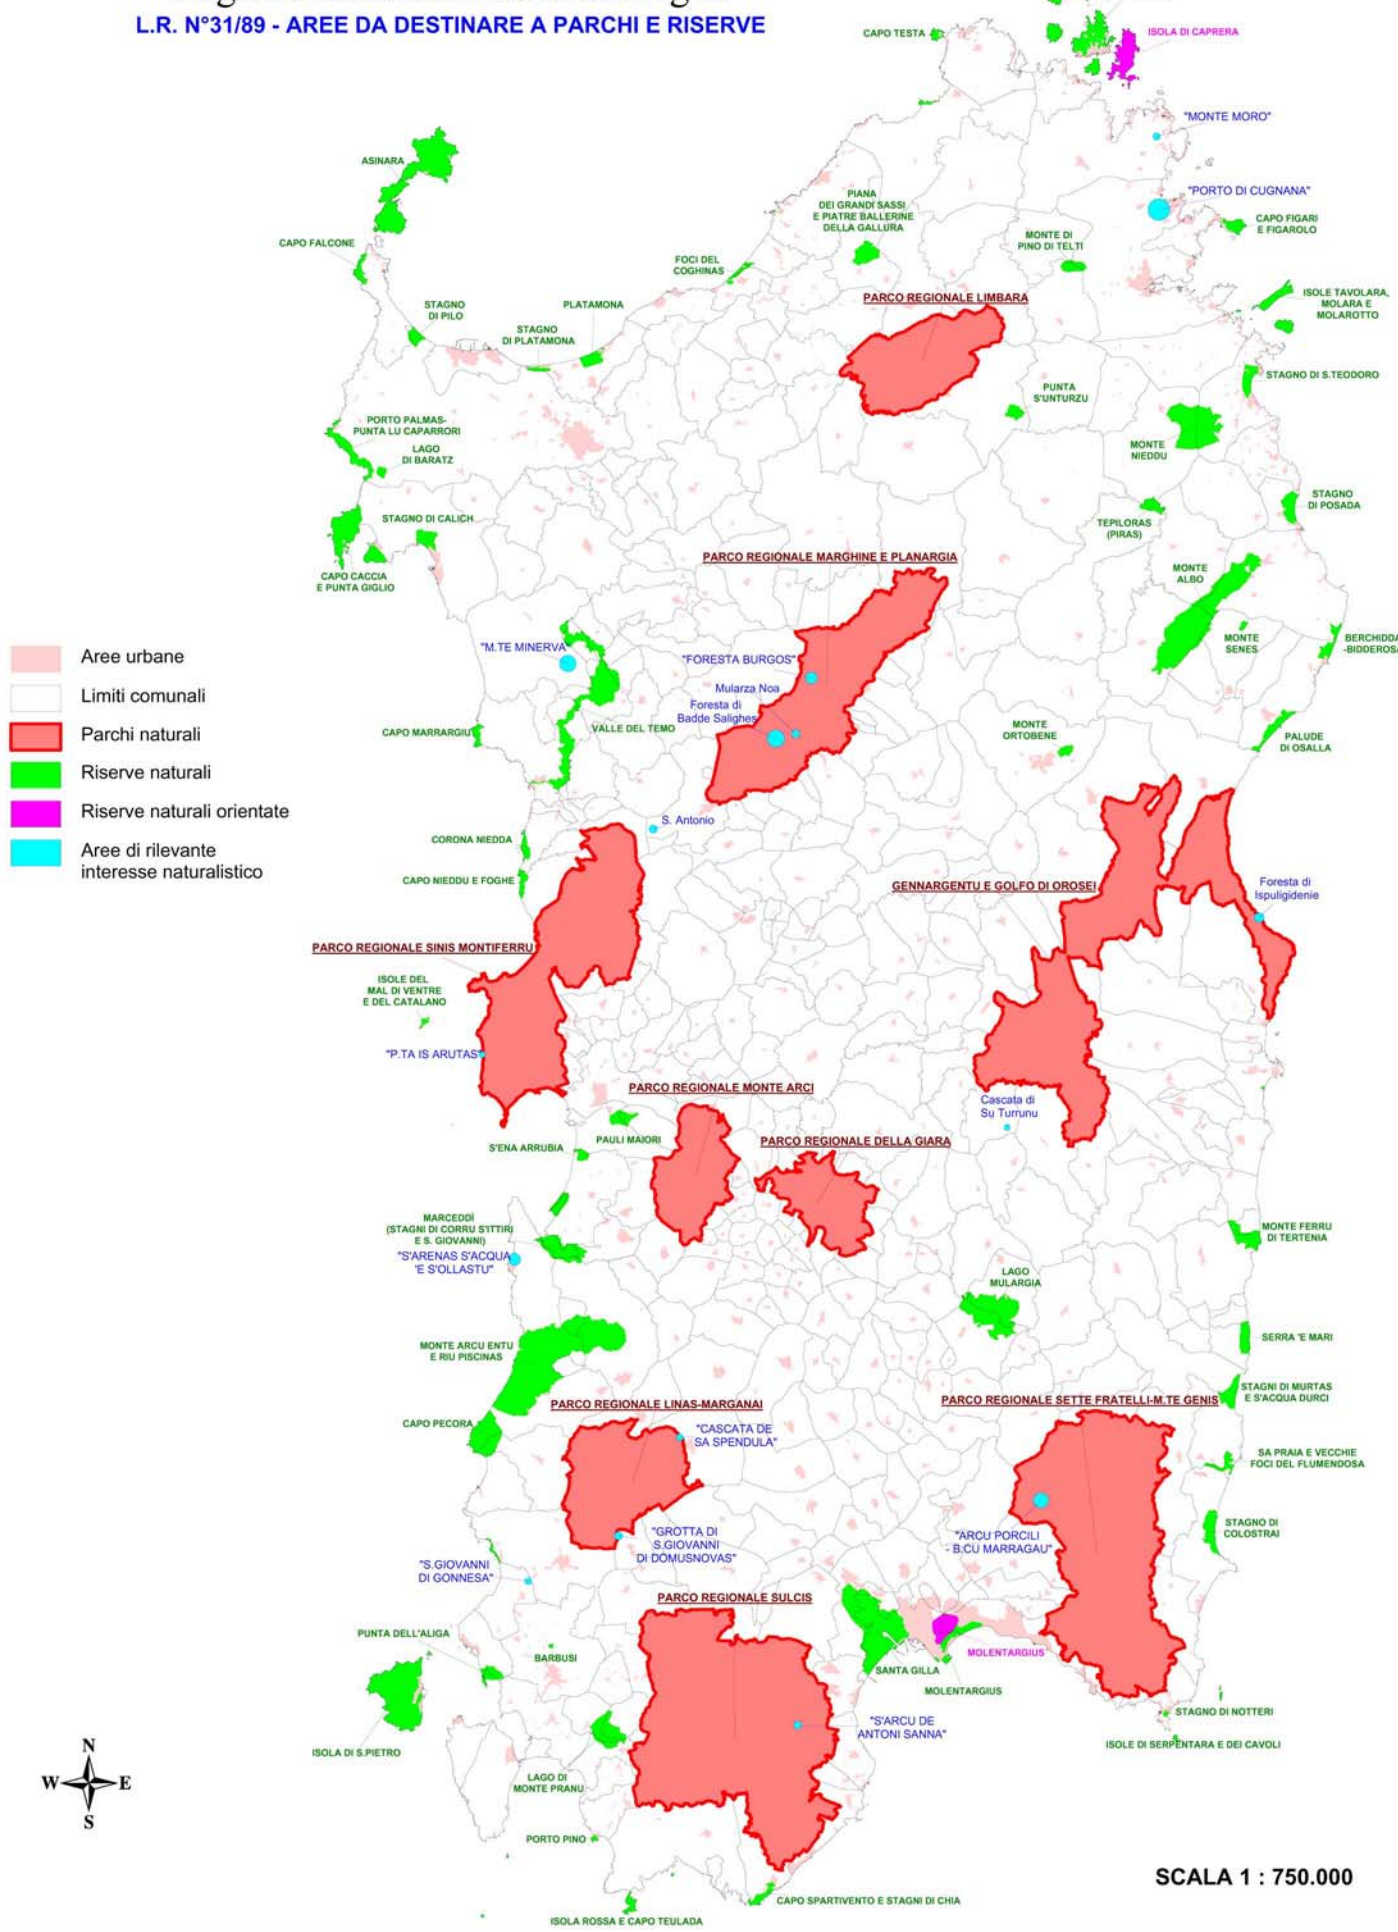 L.R. N°31/89 - AREE DA DESTINARE A PARCHI E RISERVE
CAPO TESTA
ISOLA DI CAPRERA
"MONTE MORO"
ASINARA
"PORTO DI CUGNANA"
PIANA
DEI GRANDI SASSI
E PIATRE BALLERINE
DELLA GALLURA
CAPO FIGARI
E FIGAROLO
MONTE DI
PINO DI TELTI
CAPO FALCONE
FOCI DEL
COGHINAS
PARCO REGIONALE LIMBARA
ISOLE TAVOLARA,
MOLARA E
MOLAROTTO
STAGNO
DI PILO
PLATAMONA
STAGNO
DI PLATAMONA
STAGNO DI S.TEODORO
PUNTA
S'UNTURZU
PORTO PALMAS-
PUNTA LU CAPARRORI
LAGO
DI BARATZ
MONTE
NIEDDU
STAGNO
DI POSADA
STAGNO DI CALICH
TEPILORAS
(PIRAS)
PARCO REGIONALE MARGHINE E PLANARGIA
MONTE
ALBO
CAPO CACCIA
E PUNTA GIGLIO
MONTE
SENES
BERCHIDDA
-BIDDEROSA
"M.TE MINERVA"
"FORESTA BURGOS"
Mularza Noa
Foresta di
Badde Salighes
Aree urbane
Limiti comunali
Parchi naturali
Riserve naturali
Riserve naturali orientate
Aree di rilevante
interesse naturalistico
CAPO MARRARGIU
VALLE DEL TEMO
MONTE
ORTOBENE
PALUDE
DI OSALLA
S. Antonio
CORONA NIEDDA
CAPO NIEDDU E FOGHE
GENNARGENTU E GOLFO DI OROSEI
Foresta di
Ispuligidenie
PARCO REGIONALE SINIS MONTIFERRU
ISOLE DEL
MAL DI VENTRE
E DEL CATALANO
"P.TA IS ARUTAS"
PARCO REGIONALE MONTE ARCI
Cascata di
Su Turrunu
S'ENA ARRUBIA
PAULI MAIORI
PARCO REGIONALE DELLA GIARA
MARCEDDÌ
(STAGNI DI CORRU S'ITTIRI
E S. GIOVANNI)
"S'ARENAS S'ACQUA
'E S'OLLASTU"
MONTE FERRU
DI TERTENIA
LAGO
MULARGIA
MONTE ARCU ENTU
E RIU PISCINAS
SERRA 'E MARI
STAGNI DI MURTAS
E S'ACQUA DURCI
PARCO REGIONALE LINAS-MARGANAI
PARCO REGIONALE SETTE FRATELLI-M.TE GENIS
CAPO PECORA
"CASCATA DE
SA SPENDULA"
SA PRAIA E VECCHIE
FOCI DEL FLUMENDOSA
STAGNO DI
COLOSTRAI
"GROTTA DI
S.GIOVANNI
DI DOMUSNOVAS"
"ARCU PORCILI
- B.CU MARRAGAU"
"S.GIOVANNI
DI GONNESA"
PARCO REGIONALE SULCIS
PUNTA DELL'ALIGA
BARBUSI
MOLENTARGIUS
SANTA GILLA
MOLENTARGIUS
STAGNO DI NOTTERI
"S'ARCU DE
ANTONI SANNA"
ISOLE DI SERPENTARA E DEI CAVOLI
ISOLA DI S.PIETRO
LAGO DI
MONTE PRANU
N
W E
S
PORTO PINO
SCALA 1 : 750.000
CAPO SPARTIVENTO E STAGNI DI CHIA
ISOLA ROSSA E CAPO TEULADA